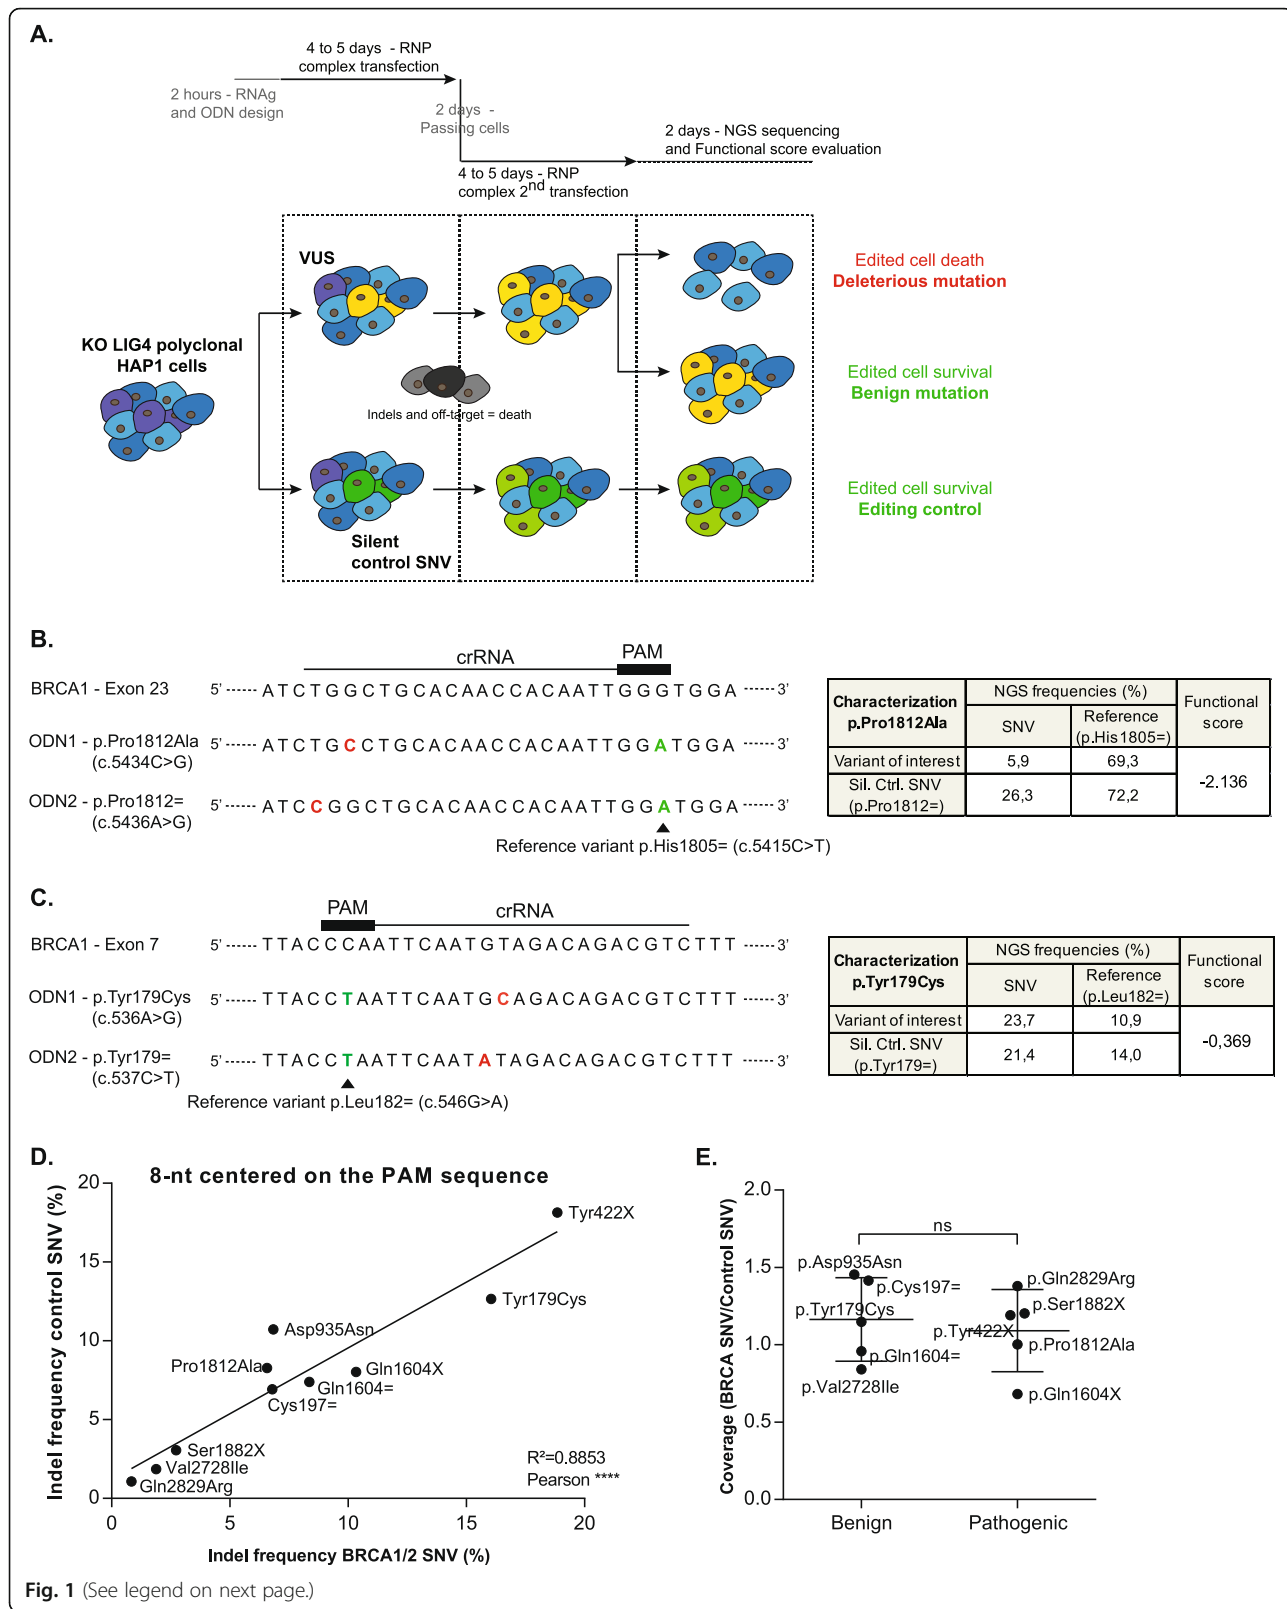 A.
4 to 5 days - RNP
complex transfection
2 hours - RNAg
and ODN design
2 days -
Passing cells
2 days - NGS sequencing
and Functional score evaluation
4 to 5 days - RNP
complex 2nd transfection
VUS
Edited cell death
Deleterious mutation
KO LIG4 polyclonal
HAP1 cells
Edited cell survival
Benign mutation
Indels and off-target = death
Edited cell survival
Editing control
Silent
control SNV
B.
crRNA
PAM
BRCA1 - Exon 23 5' ------ ATCTGGCTGCACAACCACAATTGGGTGGA ------ 3'
ODN1 - p.Pro1812Ala 5' ------ ATCTGCCTGCACAACCACAATTGGATGGA ------ 3'
(c.5434C>G)
ODN2 - p.Pro1812= 5' ------ ATCCGGCTGCACAACCACAATTGGATGGA ------ 3'
(c.5436A>G)
Reference variant p.His1805= (c.5415C>T)
Characterization
p.Pro1812Ala
NGS frequencies (%)
Functional
score
SNV
Reference
(p.His1805=)
Variant of interest 5,9 69,3
-2.136
Sil. Ctrl. SNV
(p.Pro1812=) 26,3 72,2
C.
PAM
crRNA
BRCA1 - Exon 7 5' ------ TTACCCAATTCAATGTAGACAGACGTCTTT ------ 3'
ODN1 - p.Tyr179Cys 5' ------ TTACCTAATTCAATGCAGACAGACGTCTTT ------ 3'
(c.536A>G)
ODN2 - p.Tyr179= 5' ------ TTACCTAATTCAATATAGACAGACGTCTTT ------ 3'
(c.537C>T)
Reference variant p.Leu182= (c.546G>A)
Characterization
p.Tyr179Cys
NGS frequencies (%)
Functional
score
SNV
Reference
(p.Leu182=)
Variant of interest 23,7 10,9
-0,369
Sil. Ctrl. SNV
(p.Tyr179=) 21,4 14,0
D.
8-nt centered on the PAM sequence
Indel frequency control SNV (%)
20
15
10
5
0
Tyr422X
Tyr179Cys
Asp935Asn
Pro1812Ala
Gln1604X
Gln1604=
Cys197=
Ser1882X
Val2728Ile
Gln2829Arg
R²=0.8853
Pearson ****
0 5 10 15 20
Indel frequency BRCA1/2 SNV (%)
E.
Coverage (BRCA SNV/Control SNV)
2.0
1.5
1.0
0.5
0.0
ns
p.Asp935Asn
p.Cys197=
p.Tyr179Cys
p.Gln1604=
p.Val2728Ile
p.Gln2829Arg
p.Ser1882X
p.Tyr422X
p.Pro1812Ala
p.Gln1604X
Benign Pathogenic
Fig. 1 (See legend on next page.)